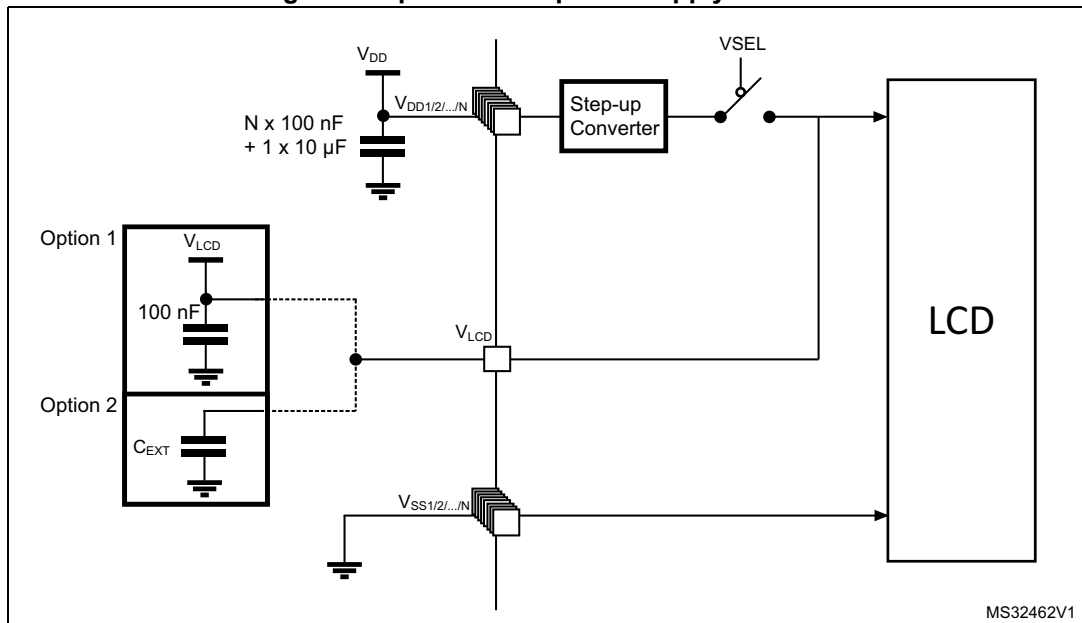 V_DD
VSEL
V_DD1/2/.../N
Step-up
Converter
N x 100 nF
+ 1 x 10 µF
Option 1
V_LCD
100 nF
V_LCD
LCD
Option 2
C_EXT
V_SS1/2/.../N
MS32462V1